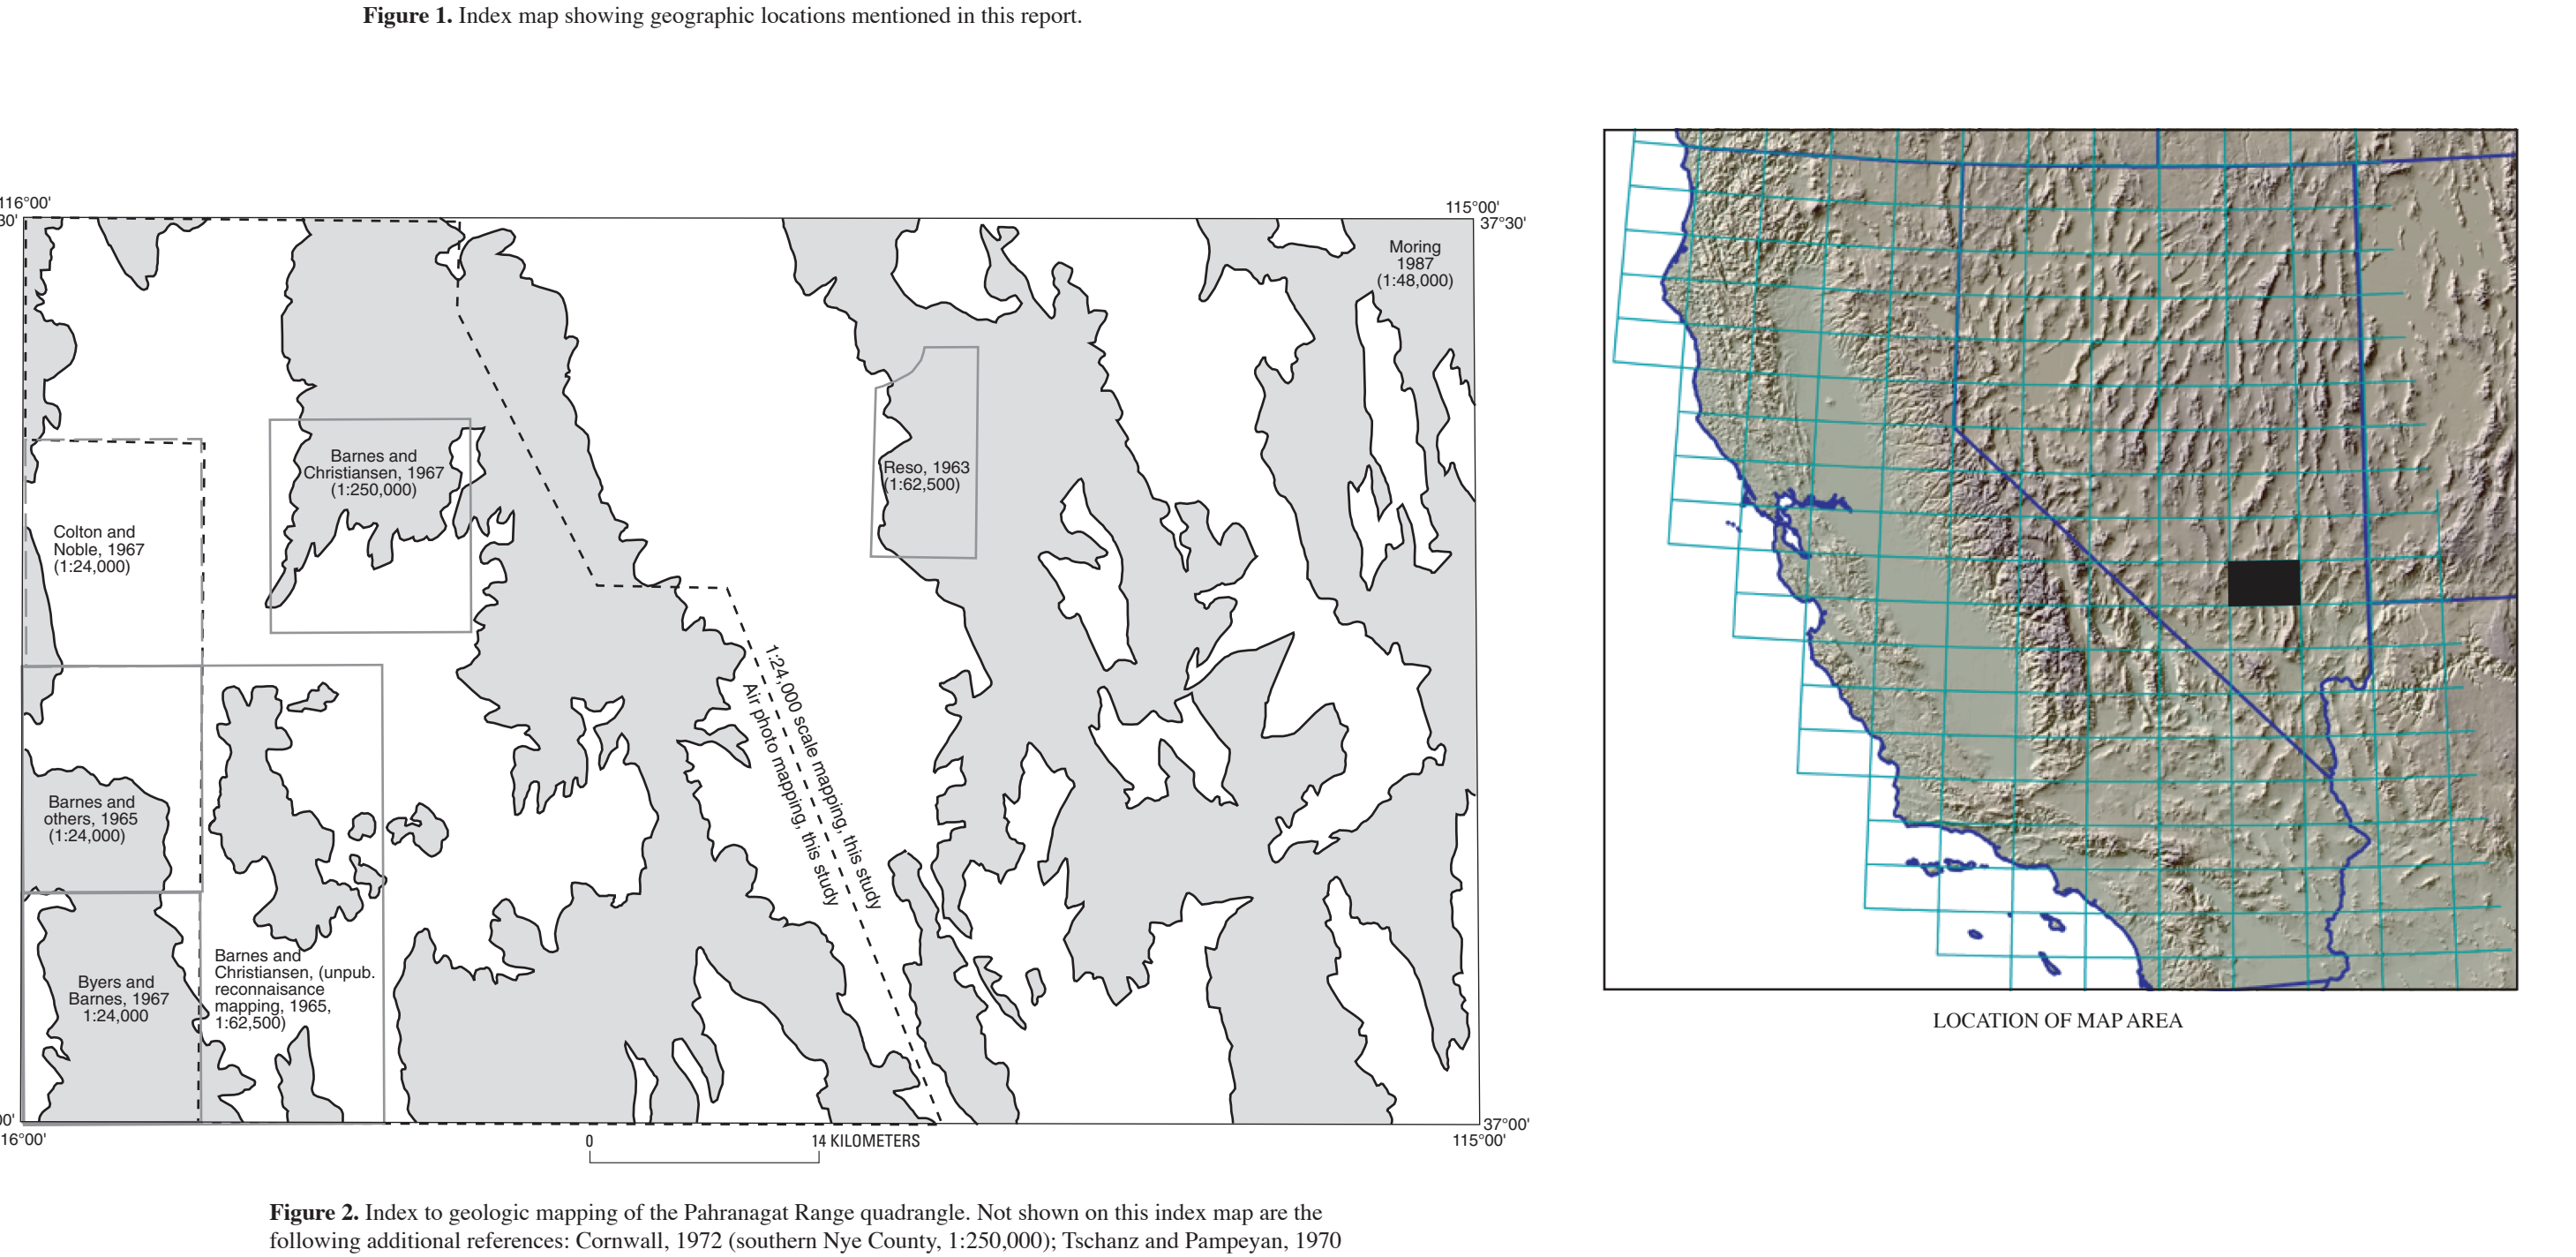 Figure 1. Index map showing geographic locations mentioned in this report.
116°00'
30'
115°00'
37°30'
Moring
1987
(1:48,000)
Barnes and
Christiansen, 1967
(1:250,000)
Reso, 1963
(1:62,500)
Colton and
Noble, 1967
(1:24,000)
1:24,000 scale mapping, this study
Air photo mapping, this study
Barnes and
others, 1965
(1:24,000)
Byers and
Barnes, 1967
1:24,000
Barnes and
Christiansen, (unpub.
reconnaisance
mapping, 1965,
1:62,500)
00'
16°00'
37°00'
115°00'
0 14 KILOMETERS
LOCATION OF MAP AREA
Figure 2. Index to geologic mapping of the Pahranagat Range quadrangle. Not shown on this index map are the
following additional references: Cornwall, 1972 (southern Nye County, 1:250,000); Tschanz and Pampeyan, 1970